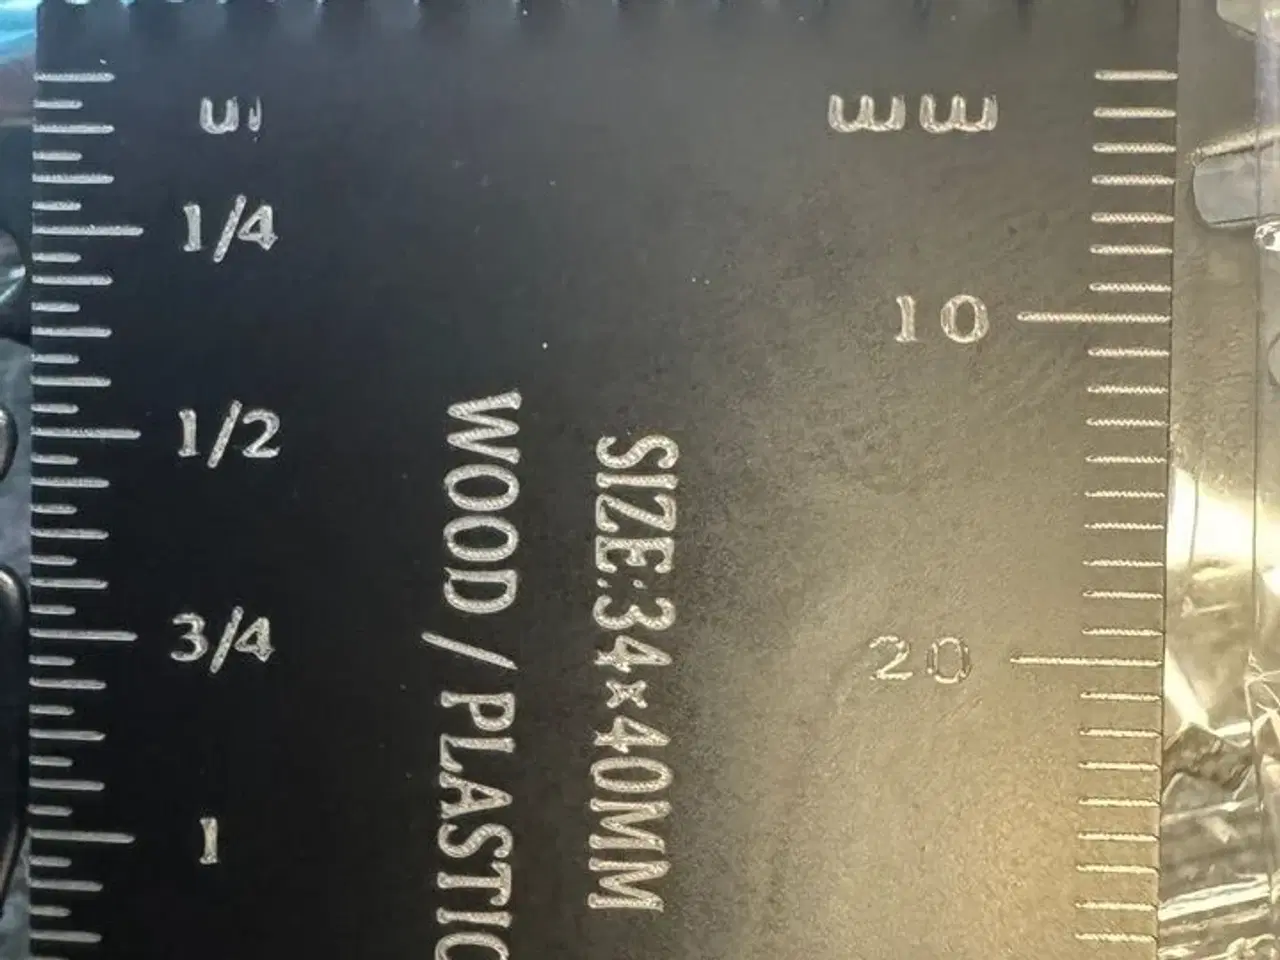 in
mm
1/4
10
1/2
3/4
20
1
SIZE:34×40MM
WOOD / PLASTIC